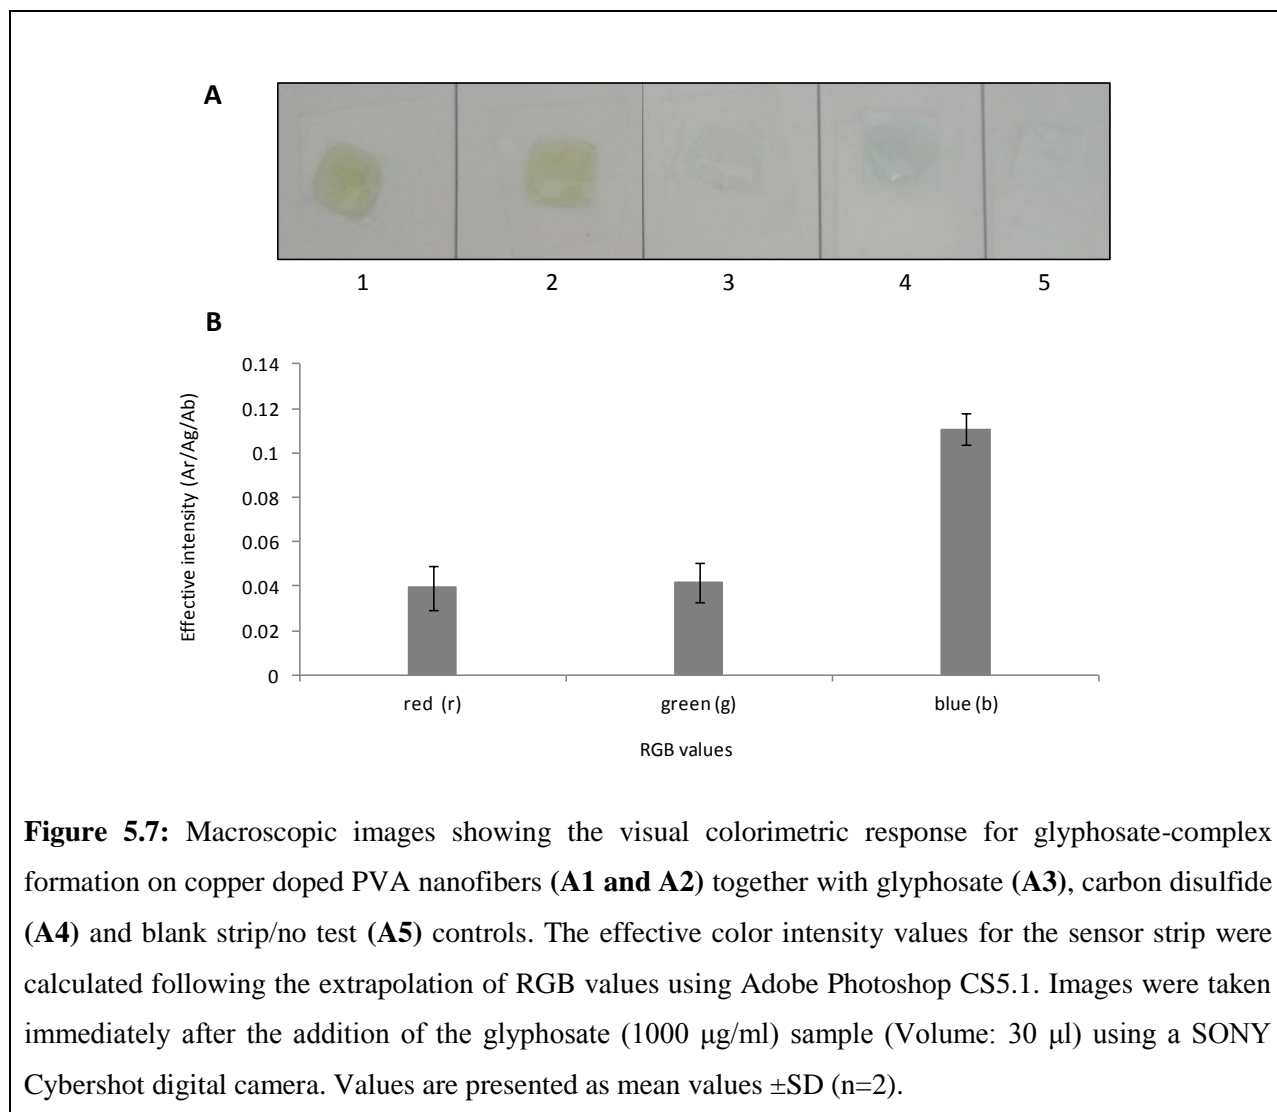 A
1 2 3 4 5
B
0.14
0.12
0.1
0.08
0.06
0.04
0.02
0
Effective intensity (Ar/Ag/Ab)
red (r) green (g) blue (b)
RGB values
Figure 5.7: Macroscopic images showing the visual colorimetric response for glyphosate-complex
formation on copper doped PVA nanofibers (A1 and A2) together with glyphosate (A3), carbon disulfide
(A4) and blank strip/no test (A5) controls. The effective color intensity values for the sensor strip were
calculated following the extrapolation of RGB values using Adobe Photoshop CS5.1. Images were taken
immediately after the addition of the glyphosate (1000 μg/ml) sample (Volume: 30 μl) using a SONY
Cybershot digital camera. Values are presented as mean values ±SD (n=2).